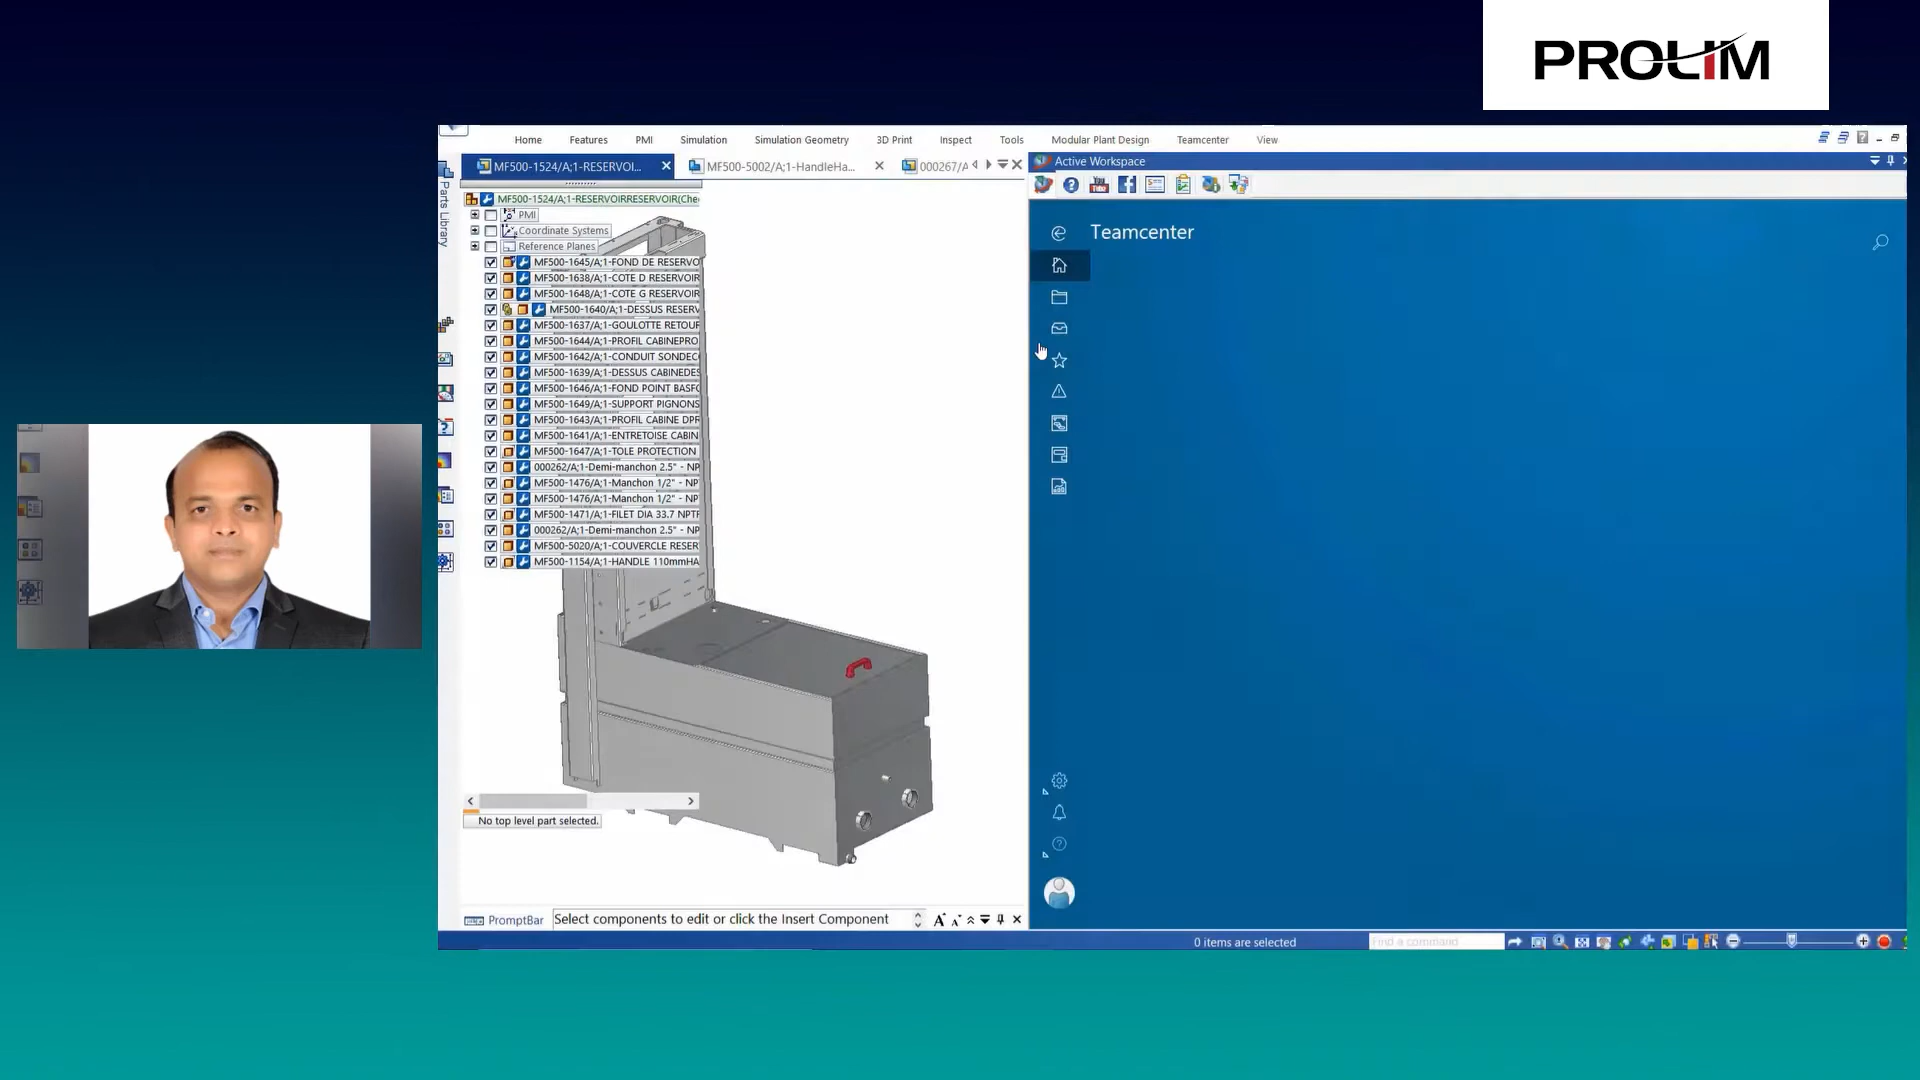 PROLIM
Home Features PMI Simulation Simulation Geometry 3D Print Inspect Tools Modular Plant Design Teamcenter View
MF500-1524/A;1-RESERVOI... MF500-5002/A;1-HandleHa... 000267/A
Active Workspace
Parts Library
MF500-1524/A;1-RESERVOIRRESERVOIR(Che
PMI
Coordinate Systems
Reference Planes
MF500-1645/A;1-FOND DE RESERVO
MF500-1638/A;1-COTE D RESERVOIR
MF500-1648/A;1-COTE G RESERVOIR
MF500-1640/A;1-DESSUS RESERV
MF500-1637/A;1-GOULOTTE RETOUR
MF500-1644/A;1-PROFIL CABINEPRO
MF500-1642/A;1-CONDUIT SONDEC
MF500-1639/A;1-DESSUS CABINEDES
MF500-1646/A;1-FOND POINT BASFO
MF500-1649/A;1-SUPPORT PIGNONS
MF500-1643/A;1-PROFIL CABINE DPR
MF500-1641/A;1-ENTRETOISE CABIN
MF500-1647/A;1-TOLE PROTECTION
000262/A;1-Demi-manchon 2.5" - NP
MF500-1476/A;1-Manchon 1/2" - NP
MF500-1476/A;1-Manchon 1/2" - NP
MF500-1471/A;1-FILET DIA 33.7 NPTF
000262/A;1-Demi-manchon 2.5" - NP
MF500-5020/A;1-COUVERCLE RESER
MF500-1154/A;1-HANDLE 110mmHA
No top level part selected.
PromptBar Select components to edit or click the Insert Component
Teamcenter
0 items are selected Find a command